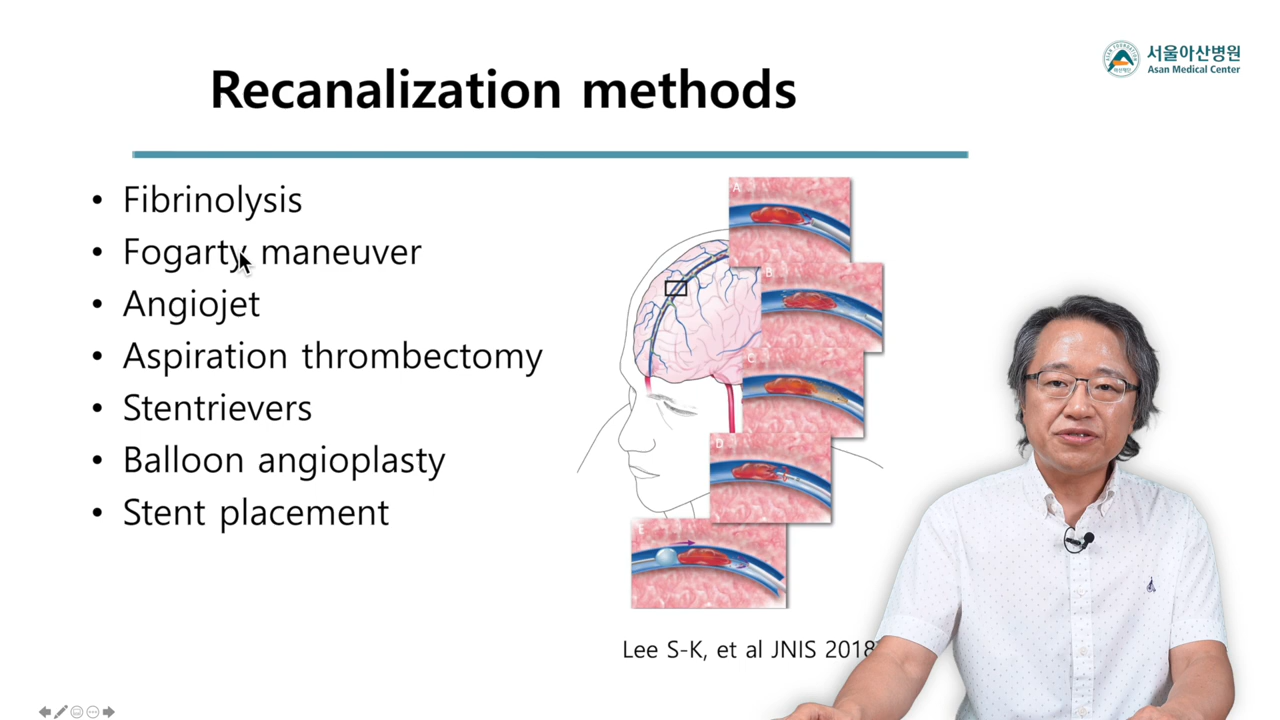 Recanalization methods
서울아산병원
Asan Medical Center
• Fibrinolysis
• Fogarty maneuver
• Angiojet
• Aspiration thrombectomy
• Stentrievers
• Balloon angioplasty
• Stent placement
A
B
C
D
E
Lee S-K, et al JNIS 2018